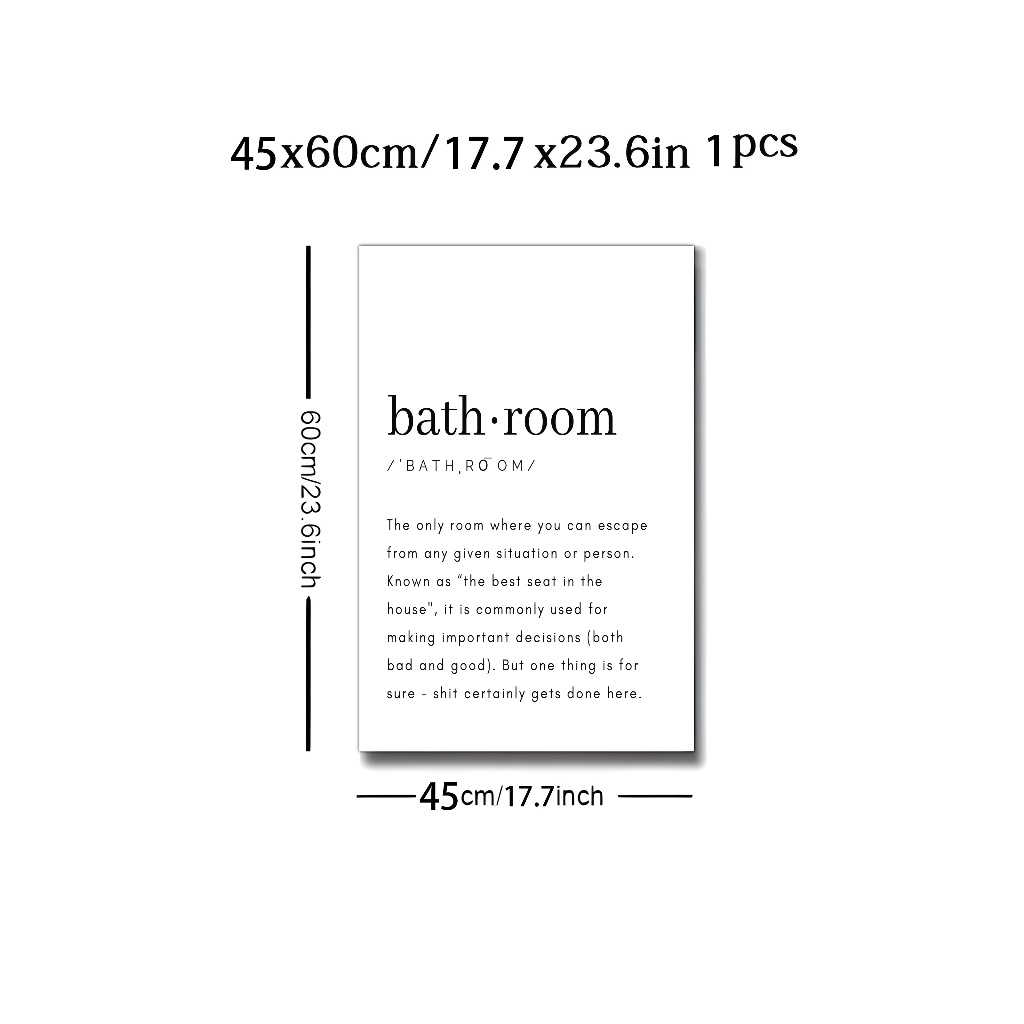 45x60cm/17.7 x23.6in 1pcs
60cm/23.6inch
bath·room
/ˈBATH,RŌOM/
The only room where you can escape
from any given situation or person.
Known as “the best seat in the
house", it is commonly used for
making important decisions (both
bad and good). But one thing is for
sure - shit certainly gets done here.
45cm/17.7inch